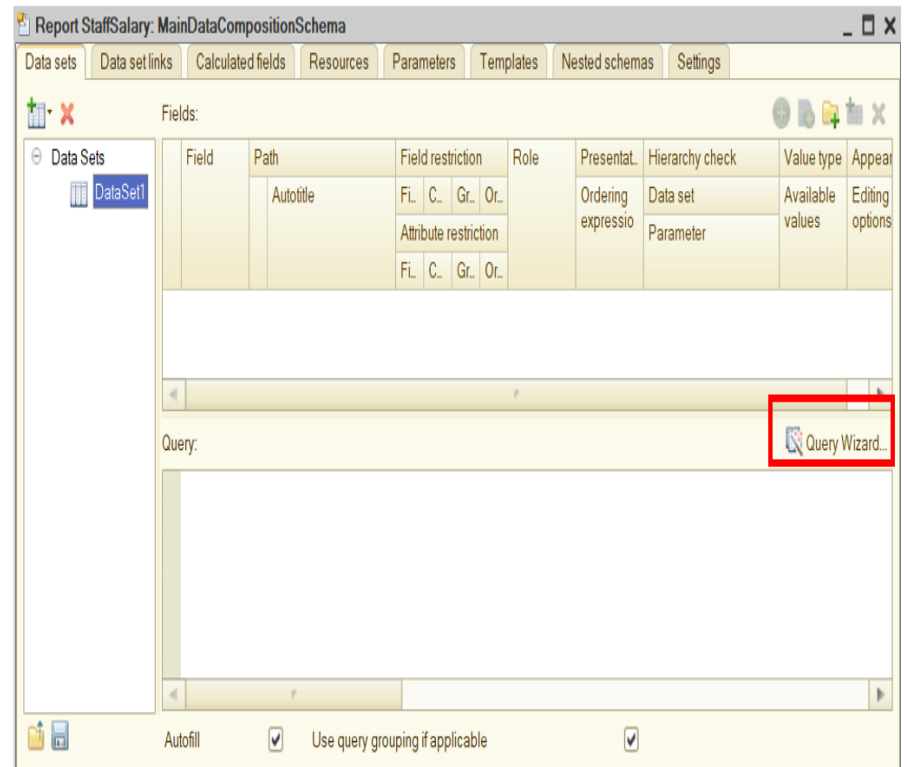 Report StaffSalary: MainDataCompositionSchema
Data sets Data set links Calculated fields Resources Parameters Templates Nested schemas Settings
Fields:
Data Sets
DataSet1
Field Path Field restriction Role Presentat.. Hierarchy check Value type Appear
Autotitle Fi.. C.. Gr.. Or.. Ordering expressio Data set Available values Editing options
Attribute restriction Parameter
Fi.. C.. Gr.. Or..
Query: Query Wizard...
Autofill Use query grouping if applicable